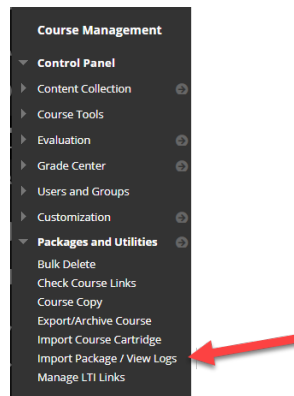 Course Management
Control Panel
Content Collection
Course Tools
Evaluation
Grade Center
Users and Groups
Customization
Packages and Utilities
Bulk Delete
Check Course Links
Course Copy
Export/Archive Course
Import Course Cartridge
Import Package / View Logs
Manage LTI Links